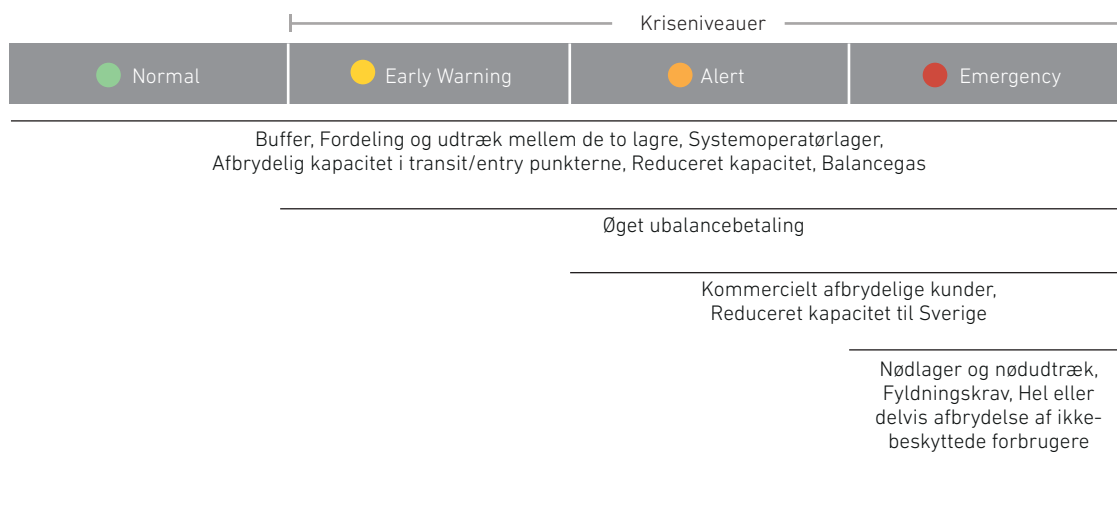 Kriseniveauer
Normal
Early Warning
Alert
Emergency
Buffer, Fordeling og udtræk mellem de to lagre, Systemoperatørlager,
Afbrydelig kapacitet i transit/entry punkterne, Reduceret kapacitet, Balancegas
Øget ubalancebetaling
Kommercielt afbrydelige kunder,
Reduceret kapacitet til Sverige
Nødlager og nødudtræk,
Fyldningskrav, Hel eller
delvis afbrydelse af ikke-
beskyttede forbrugere